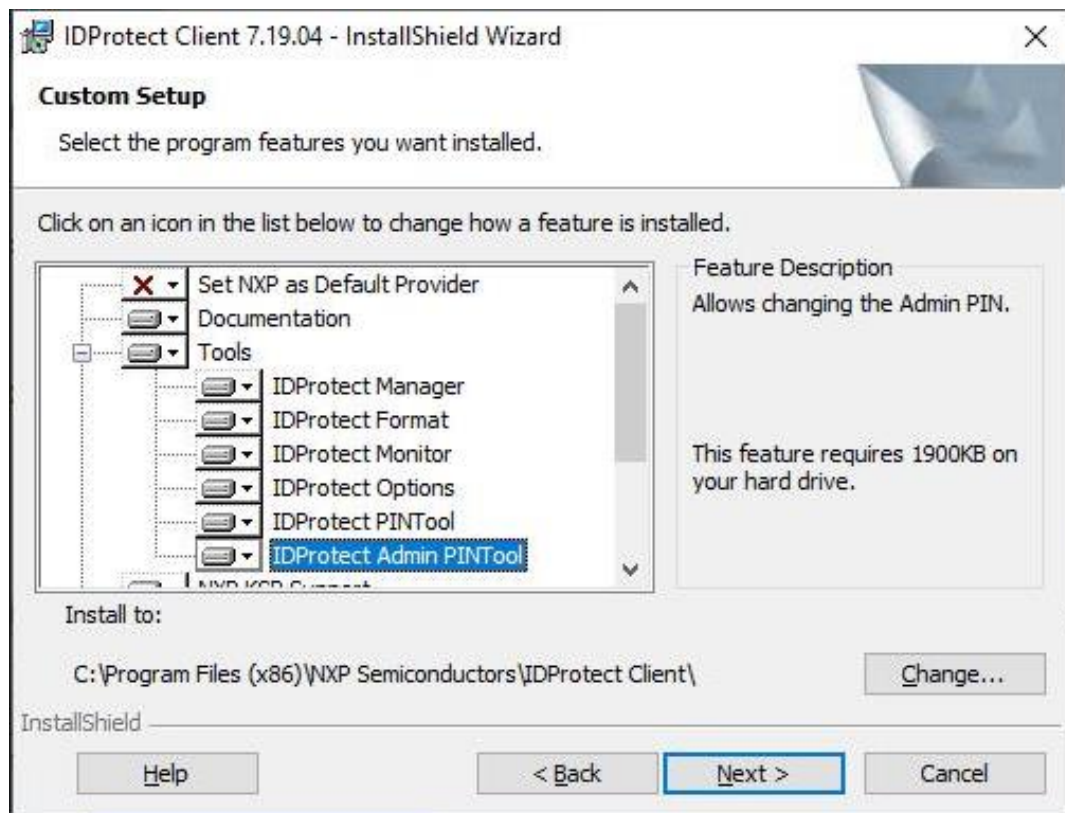 IDProtect Client 7.19.04 - InstallShield Wizard
Custom Setup
Select the program features you want installed.
Click on an icon in the list below to change how a feature is installed.
Set NXP as Default Provider
Documentation
Tools
IDProtect Manager
IDProtect Format
IDProtect Monitor
IDProtect Options
IDProtect PINTool
IDProtect Admin PINTool
NXP KSP Support
Feature Description
Allows changing the Admin PIN.
This feature requires 1900KB on
your hard drive.
Install to:
C:\Program Files (x86)\NXP Semiconductors\IDProtect Client\
Change...
InstallShield
Help
< Back
Next >
Cancel